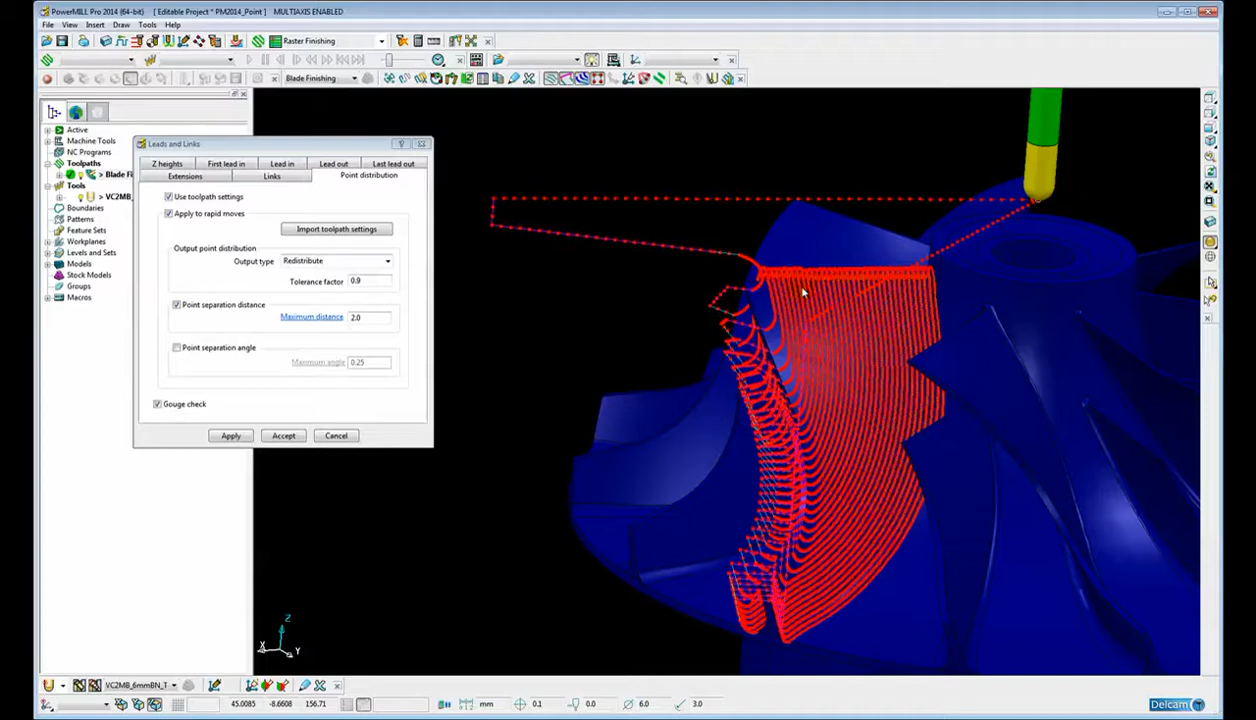 PowerMILL Pro 2014 (64-bit) - [ Editable Project * PM2014_Point ] MULTIAXIS ENABLED
File View Insert Draw Tools Help
Raster Finishing
Blade Finishing
Active
Machine Tools
NC Programs
Toolpaths
> Blade Fi
Tools
> VC2MB_
Boundaries
Patterns
Feature Sets
Workplanes
Levels and Sets
Models
Stock Models
Groups
Macros
Leads and Links
Z heights First lead in Lead in Lead out Last lead out
Extensions Links Point distribution
Use toolpath settings
Apply to rapid moves
Import toolpath settings
Output point distribution
Output type Redistribute
Tolerance factor 0.9
Point separation distance
Maximum distance 2.0
Point separation angle
Maximum angle 0.25
Gouge check
Apply Accept Cancel
Z
X
Y
VC2MB_6mmBN_T
45.0085 -8.6608 156.71 mm 0.1 0.0 6.0 3.0
Delcam